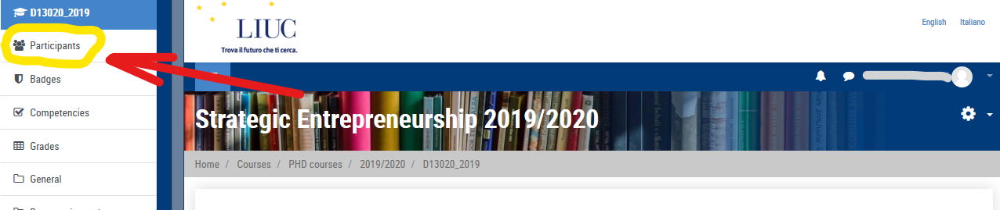 D13020_2019
Participants
Badges
Competencies
Grades
General
LIUC
Trova il futuro che ti cerca.
English Italiano
Strategic Entrepreneurship 2019/2020
Home / Courses / PHD courses / 2019/2020 / D13020_2019